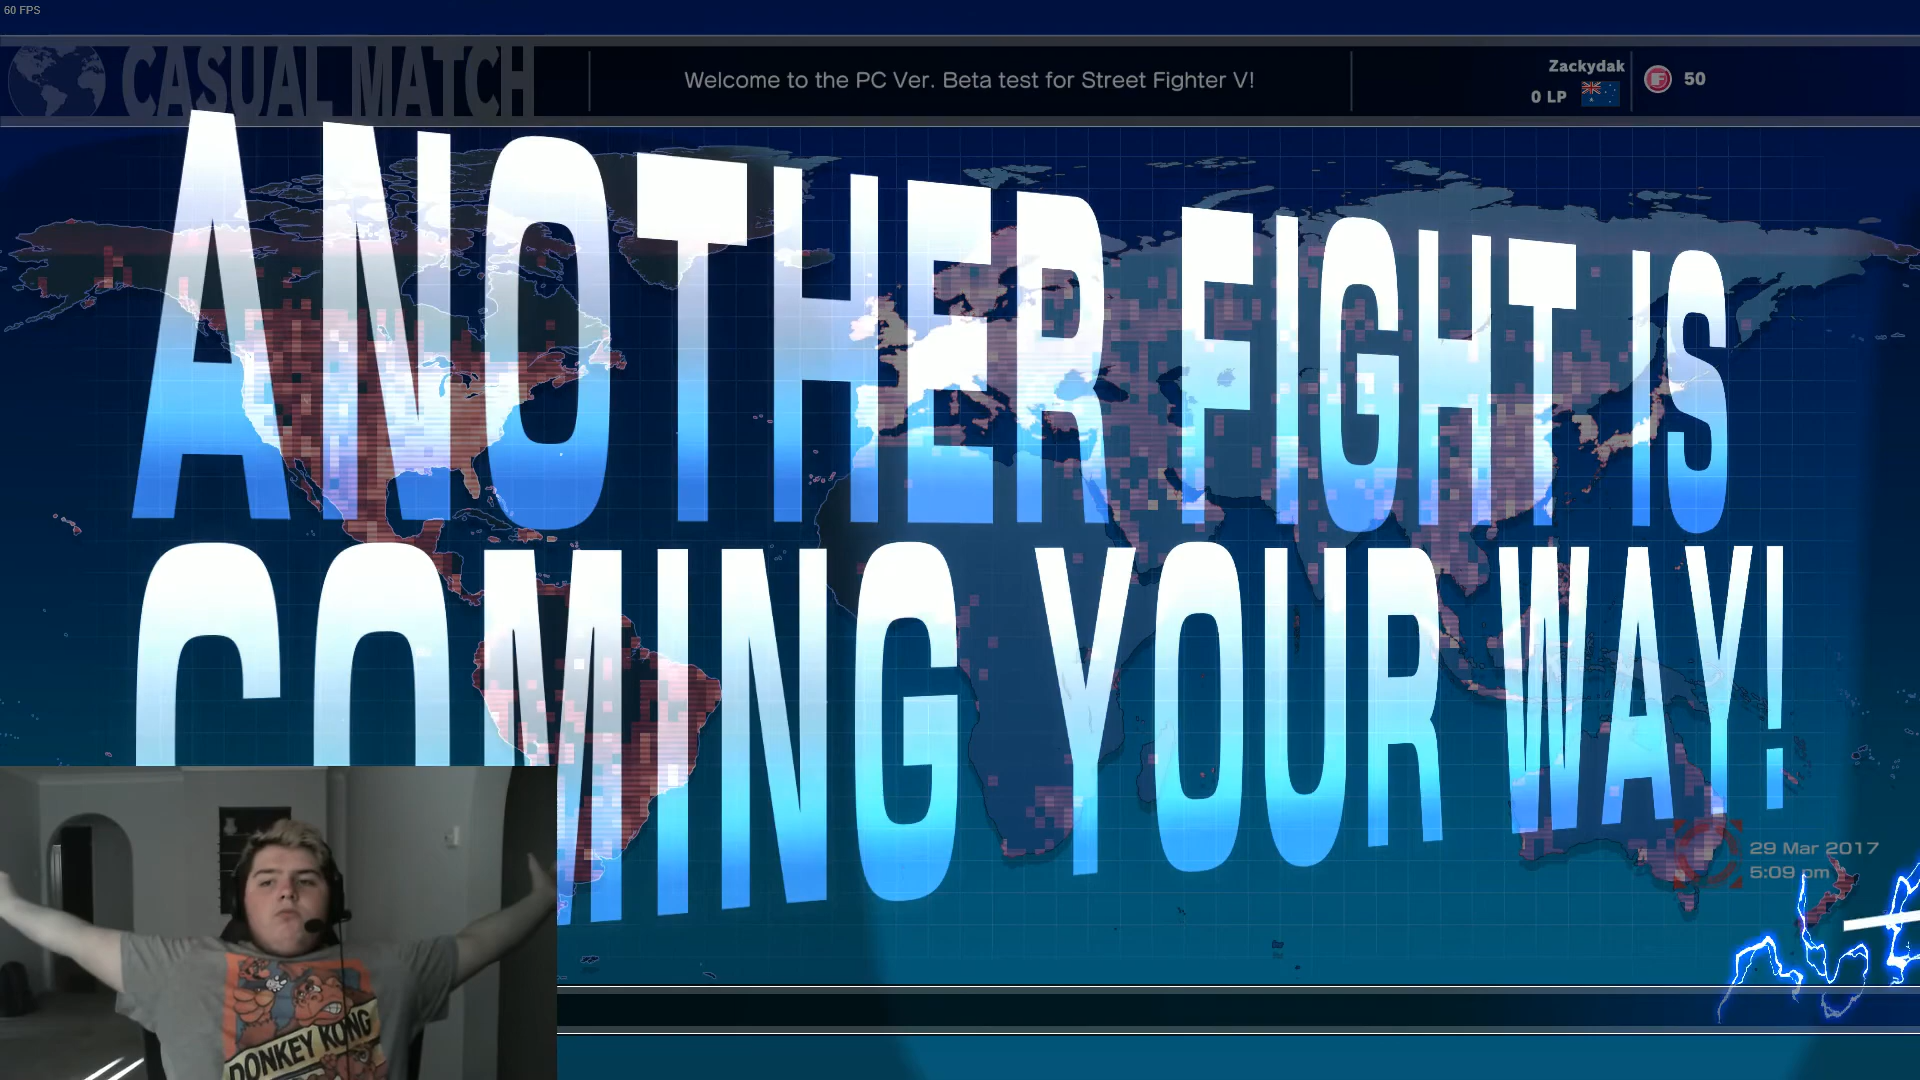 60 FPS
CASUAL MATCH
Welcome to the PC Ver. Beta test for Street Fighter V!
Zackydak
0 LP
F 50
ANOTHER FIGHT IS
COMING YOUR WAY!
29 Mar 2017
5:09 pm
DONKEY KONG